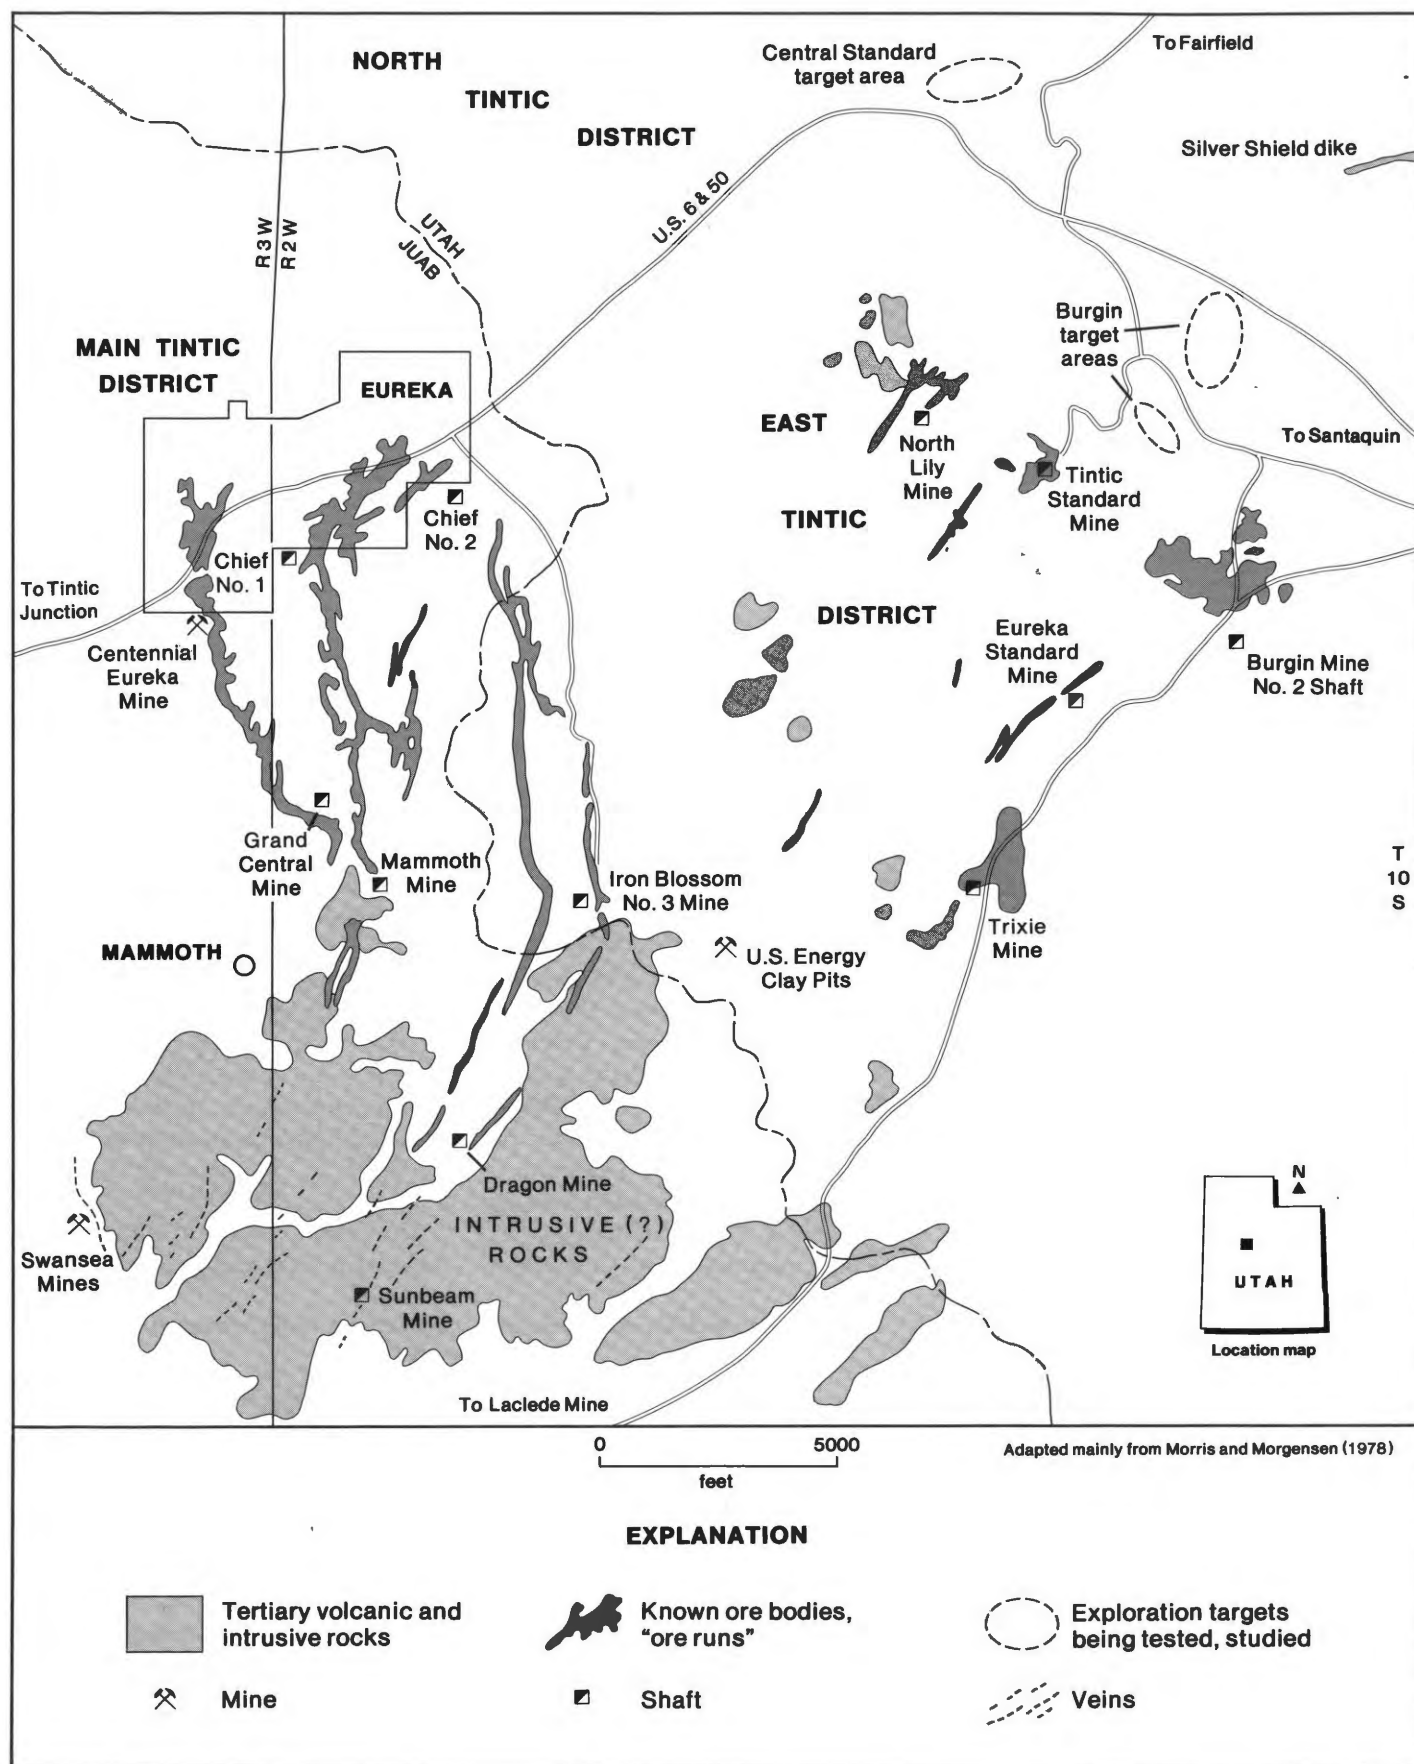 NORTH
TINTIC
DISTRICT
Central Standard
target area
To Fairfield
Silver Shield dike
U.S. 6 & 50
R3W
R2W
UTAH
JUAB
MAIN TINTIC
DISTRICT
EUREKA
Burgin
target
areas
EAST
TINTIC
DISTRICT
North
Lily
Mine
To Santaquin
Tintic
Standard
Mine
Chief
No. 2
Chief
No. 1
To Tintic
Junction
Centennial
Eureka
Mine
Eureka
Standard
Mine
Burgin Mine
No. 2 Shaft
Grand
Central
Mine
Mammoth
Mine
Iron Blossom
No. 3 Mine
T
10
S
Trixie
Mine
MAMMOTH
U.S. Energy
Clay Pits
Dragon Mine
INTRUSIVE (?)
ROCKS
Swansea
Mines
Sunbeam
Mine
N
UTAH
Location map
To Laclede Mine
0 5000
feet
Adapted mainly from Morris and Morgensen (1978)
EXPLANATION
Tertiary volcanic and
intrusive rocks
Known ore bodies,
"ore runs"
Exploration targets
being tested, studied
Mine
Shaft
Veins